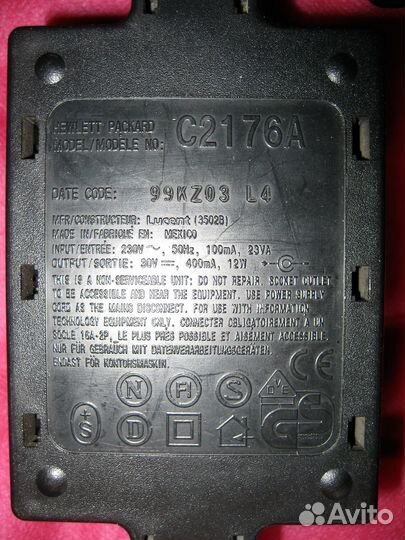 HEWLETT PACKARD
MODEL/MODÈLE NO: C2176A
DATE CODE: 99KZ03 L4
MFR/CONSTRUCTEUR: Lucent (3502B)
MADE IN/FABRIQUÉ EN: MEXICO
INPUT/ENTRÉE: 230V ~, 50Hz, 100mA, 23VA
OUTPUT/SORTIE: 30V ⎓, 400mA, 12W
THIS IS A NON-SERVICEABLE UNIT: DO NOT REPAIR. SOCKET OUTLET
TO BE ACCESSIBLE AND NEAR THE EQUIPMENT. USE POWER SUPPLY
CORD AS THE MAINS DISCONNECT. FOR USE WITH INFORMATION
TECHNOLOGY EQUIPMENT ONLY. CONNECTER OBLIGATOIREMENT A UN
SOCLE 16A-2P, LE PLUS PRES POSSIBLE ET AISEMENT ACCESSIBLE.
NUR FÜR GEBRAUCH MIT DATENVERARBEITUNGSGERÄTEN.
ENDAST FÖR KONTORSMASKIN.
N FI S D V E CE
+S D GS
Avito